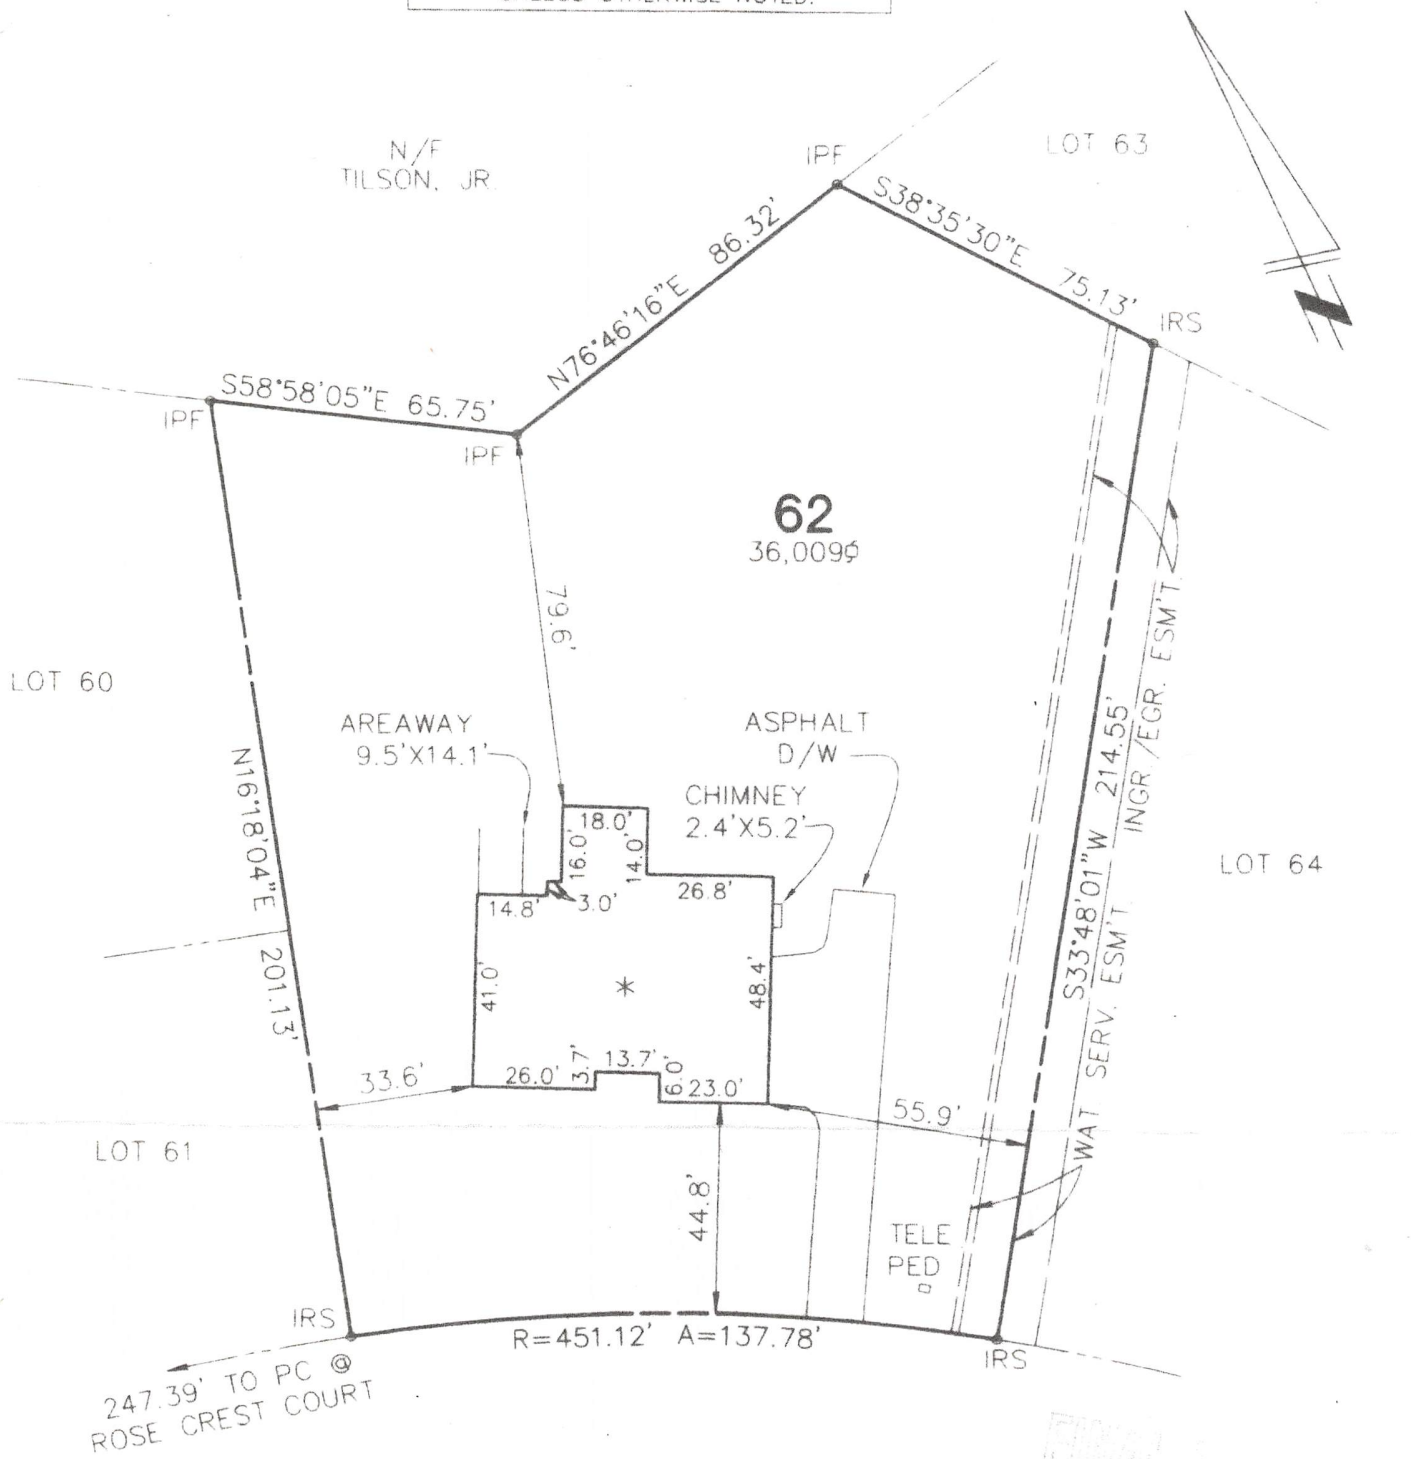 UNLESS OTHERWISE NOTED.
N/F
TILSON, JR.
IPF
LOT 63
S38°35'30"E 75.13'
IRS
N76°46'16"E 86.32'
S58°58'05"E 65.75'
IPF
IPF
62
36,009⌀
79.6'
LOT 60
AREAWAY
9.5'X14.1'
ASPHALT
D/W
CHIMNEY
2.4'X5.2'
S33°48'01"W 214.55'
INGR./EGR. ESM'T.
WAT. SERV. ESM'T.
LOT 64
N16°18'04"E 201.13'
18.0'
16.0'
14.0'
26.8'
14.8'
3.0'
41.0'
*
48.4'
26.0'
3.7'
13.7'
6.0'
23.0'
33.6'
55.9'
44.8'
LOT 61
TELE
PED
IRS
R=451.12' A=137.78'
IRS
247.39' TO PC @
ROSE CREST COURT